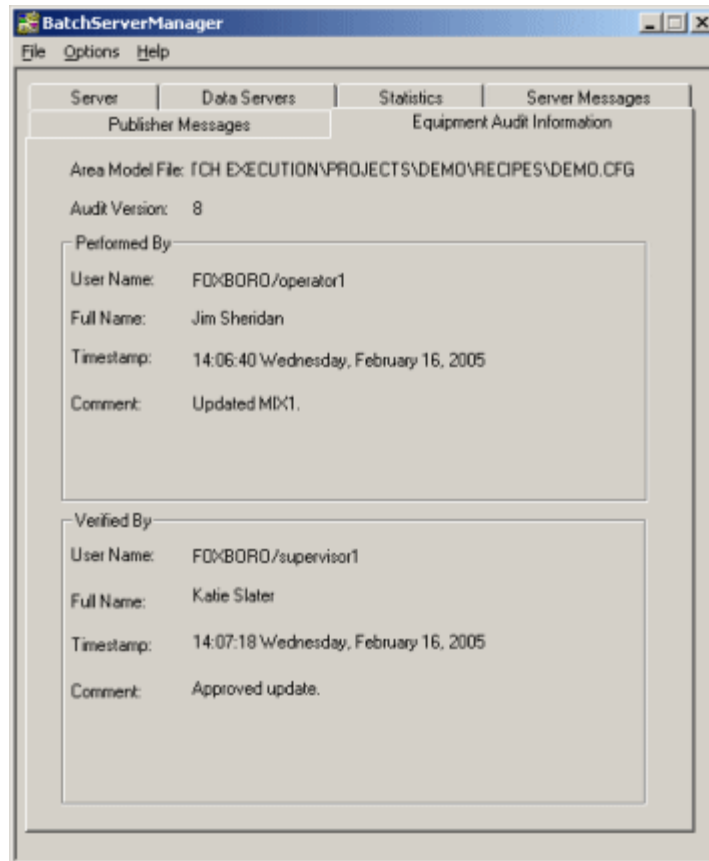 BatchServerManager
File Options Help
Server Data Servers Statistics Server Messages
Publisher Messages Equipment Audit Information
Area Model File: TCH EXECUTION\PROJECTS\DEMO\RECIPES\DEMO.CFG
Audit Version: 8
Performed By
User Name: FOXBORO/operator1
Full Name: Jim Sheridan
Timestamp: 14:06:40 Wednesday, February 16, 2005
Comment: Updated MIX1.
Verified By
User Name: FOXBORO/supervisor1
Full Name: Katie Slater
Timestamp: 14:07:18 Wednesday, February 16, 2005
Comment: Approved update.